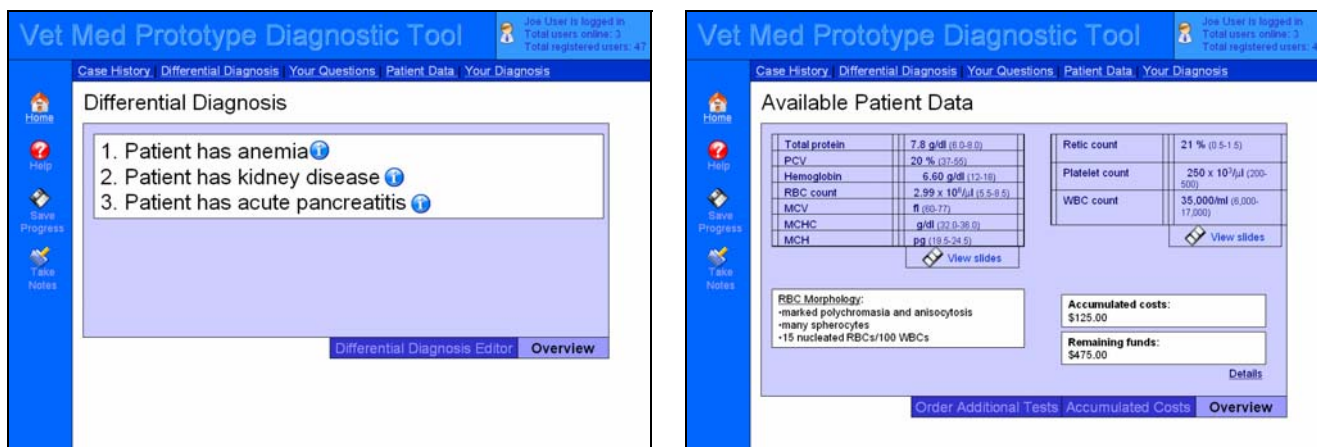 Vet Med Prototype Diagnostic Tool
Joe User is logged in
Total users online: 3
Total registered users: 47
Case History Differential Diagnosis Your Questions Patient Data Your Diagnosis
Home
Help
Save
Progress
Take
Notes
Differential Diagnosis
1. Patient has anemia
2. Patient has kidney disease
3. Patient has acute pancreatitis
Differential Diagnosis Editor Overview
Vet Med Prototype Diagnostic Tool
Joe User is logged in
Total users online: 3
Total registered users: 4
Case History Differential Diagnosis Your Questions Patient Data Your Diagnosis
Home
Help
Save
Progress
Take
Notes
Available Patient Data
Total protein 7.8 g/dl (6.0-8.0)
PCV 20 % (37-55)
Hemoglobin 6.60 g/dl (12-18)
RBC count 2.99 x 10⁶/µl (5.5-8.5)
MCV fl (60-77)
MCHC g/dl (32.0-36.0)
MCH pg (19.5-24.5)
View slides
Retic count 21 % (0.5-1.5)
Platelet count 250 x 10³/µl (200-
500)
WBC count 35,000/ml (6,000-
17,000)
View slides
RBC Morphology:
•marked polychromasia and anisocytosis
•many spherocytes
•15 nucleated RBCs/100 WBCs
Accumulated costs:
$125.00
Remaining funds:
$475.00
Details
Order Additional Tests Accumulated Costs Overview